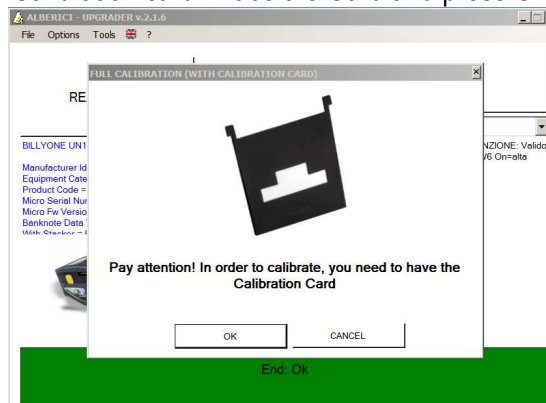 ALBERICI - UPGRADER v.2.1.6
File Options Tools ?
FULL CALIBRATION (WITH CALIBRATION CARD)
BILLYONE UN1
NZIONE: Valido
V6 On=alta
Manufacturer Id
Equipment Cate
Product Code =
Micro Serial Nu
Micro Fw Versio
Banknote Data
With Stacker =
Pay attention! In order to calibrate, you need to have the
Calibration Card
OK CANCEL
End: Ok